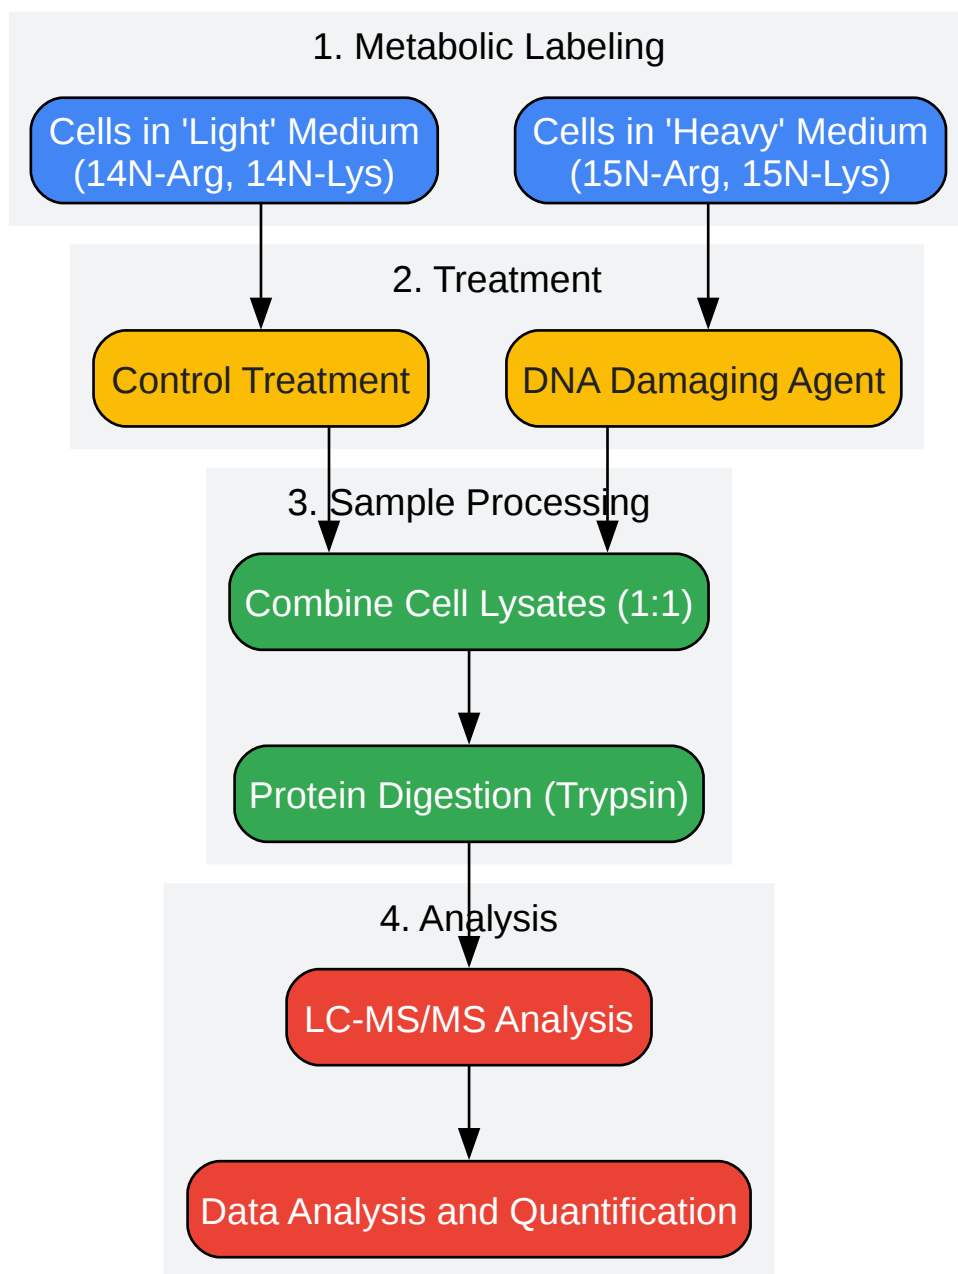 1. Metabolic Labeling
Cells in 'Light' Medium
(14N-Arg, 14N-Lys)
Cells in 'Heavy' Medium
(15N-Arg, 15N-Lys)
2. Treatment
Control Treatment
DNA Damaging Agent
3. Sample Processing
Combine Cell Lysates (1:1)
Protein Digestion (Trypsin)
4. Analysis
LC-MS/MS Analysis
Data Analysis and Quantification